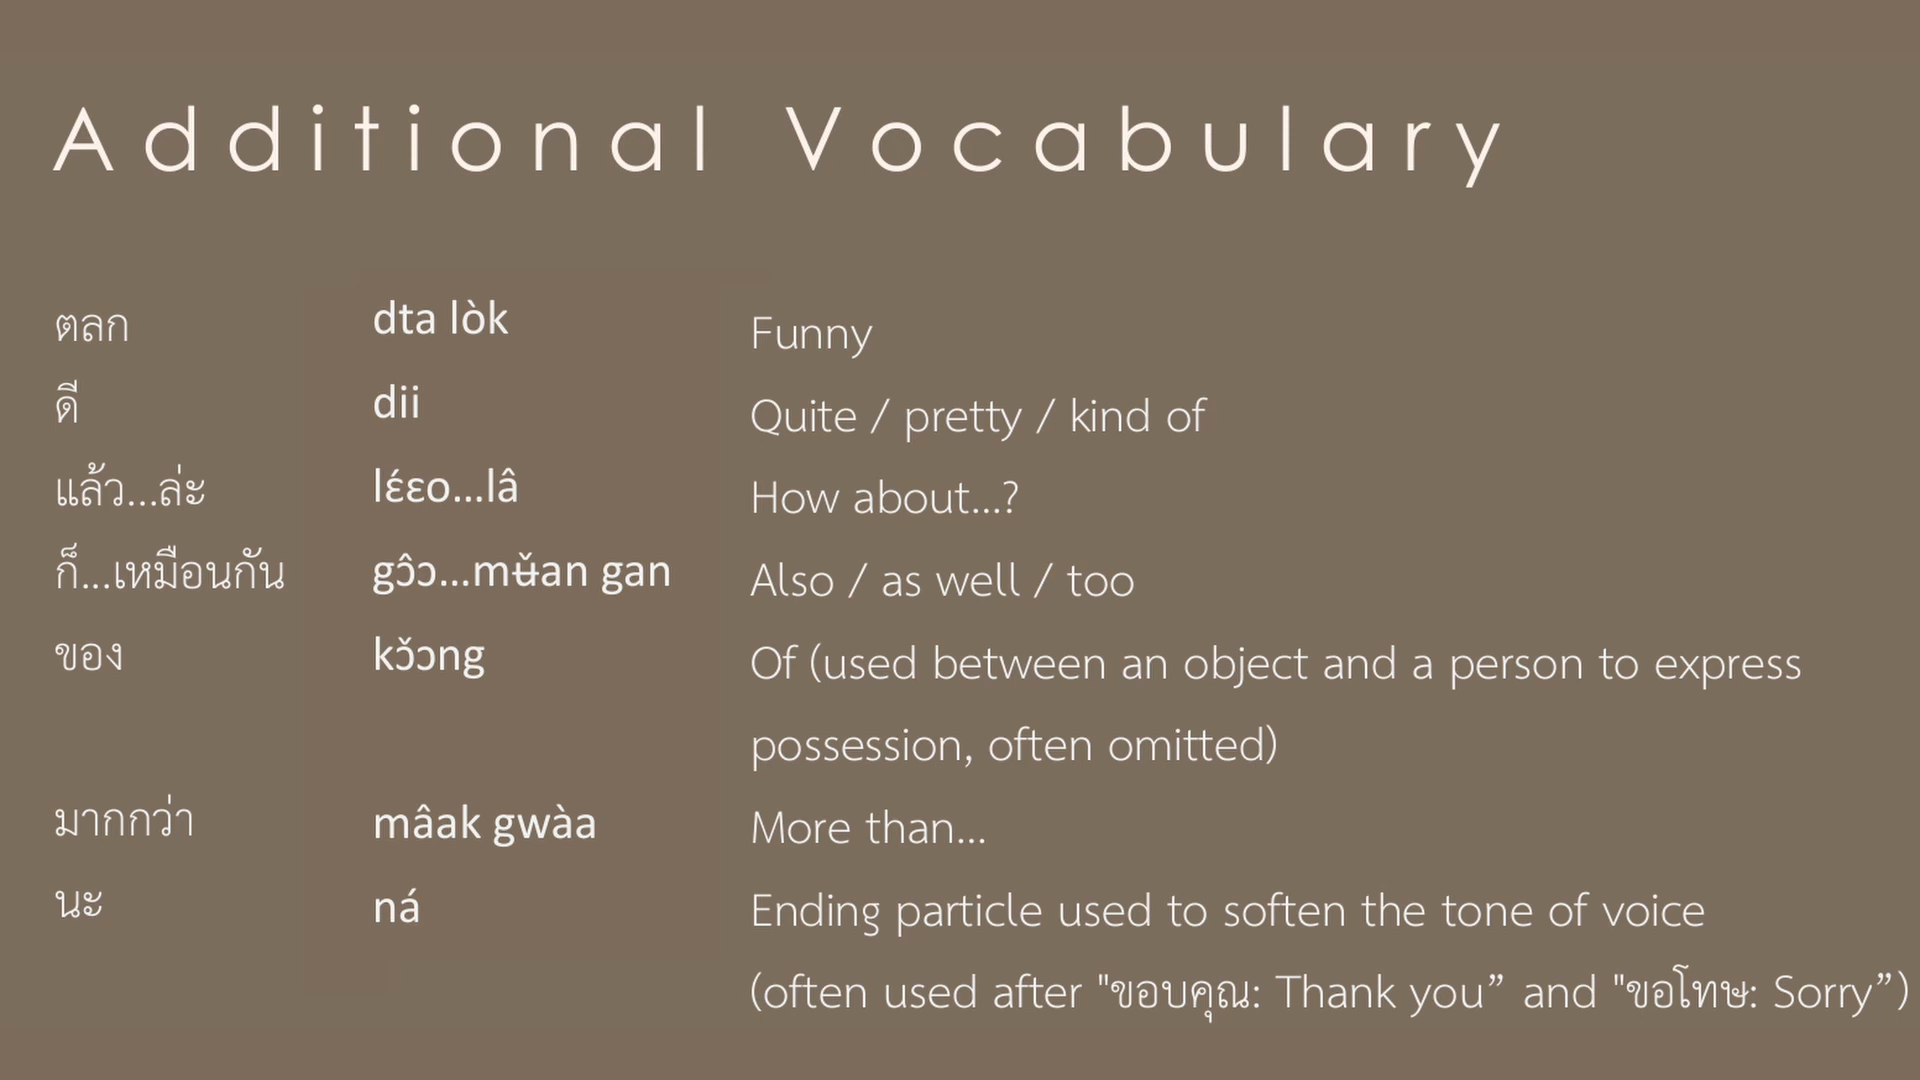 Additional Vocabulary
ตลก dta lòk Funny
ดี dii Quite / pretty / kind of
แล้ว...ล่ะ lɛ́ɛo...lâ How about...?
ก็...เหมือนกัน gɔ̂ɔ...mʉ̌an gan Also / as well / too
ของ kɔ̌ɔng Of (used between an object and a person to express
possession, often omitted)
มากกว่า mâak gwàa More than...
นะ ná Ending particle used to soften the tone of voice
(often used after "ขอบคุณ: Thank you” and "ขอโทษ: Sorry”)